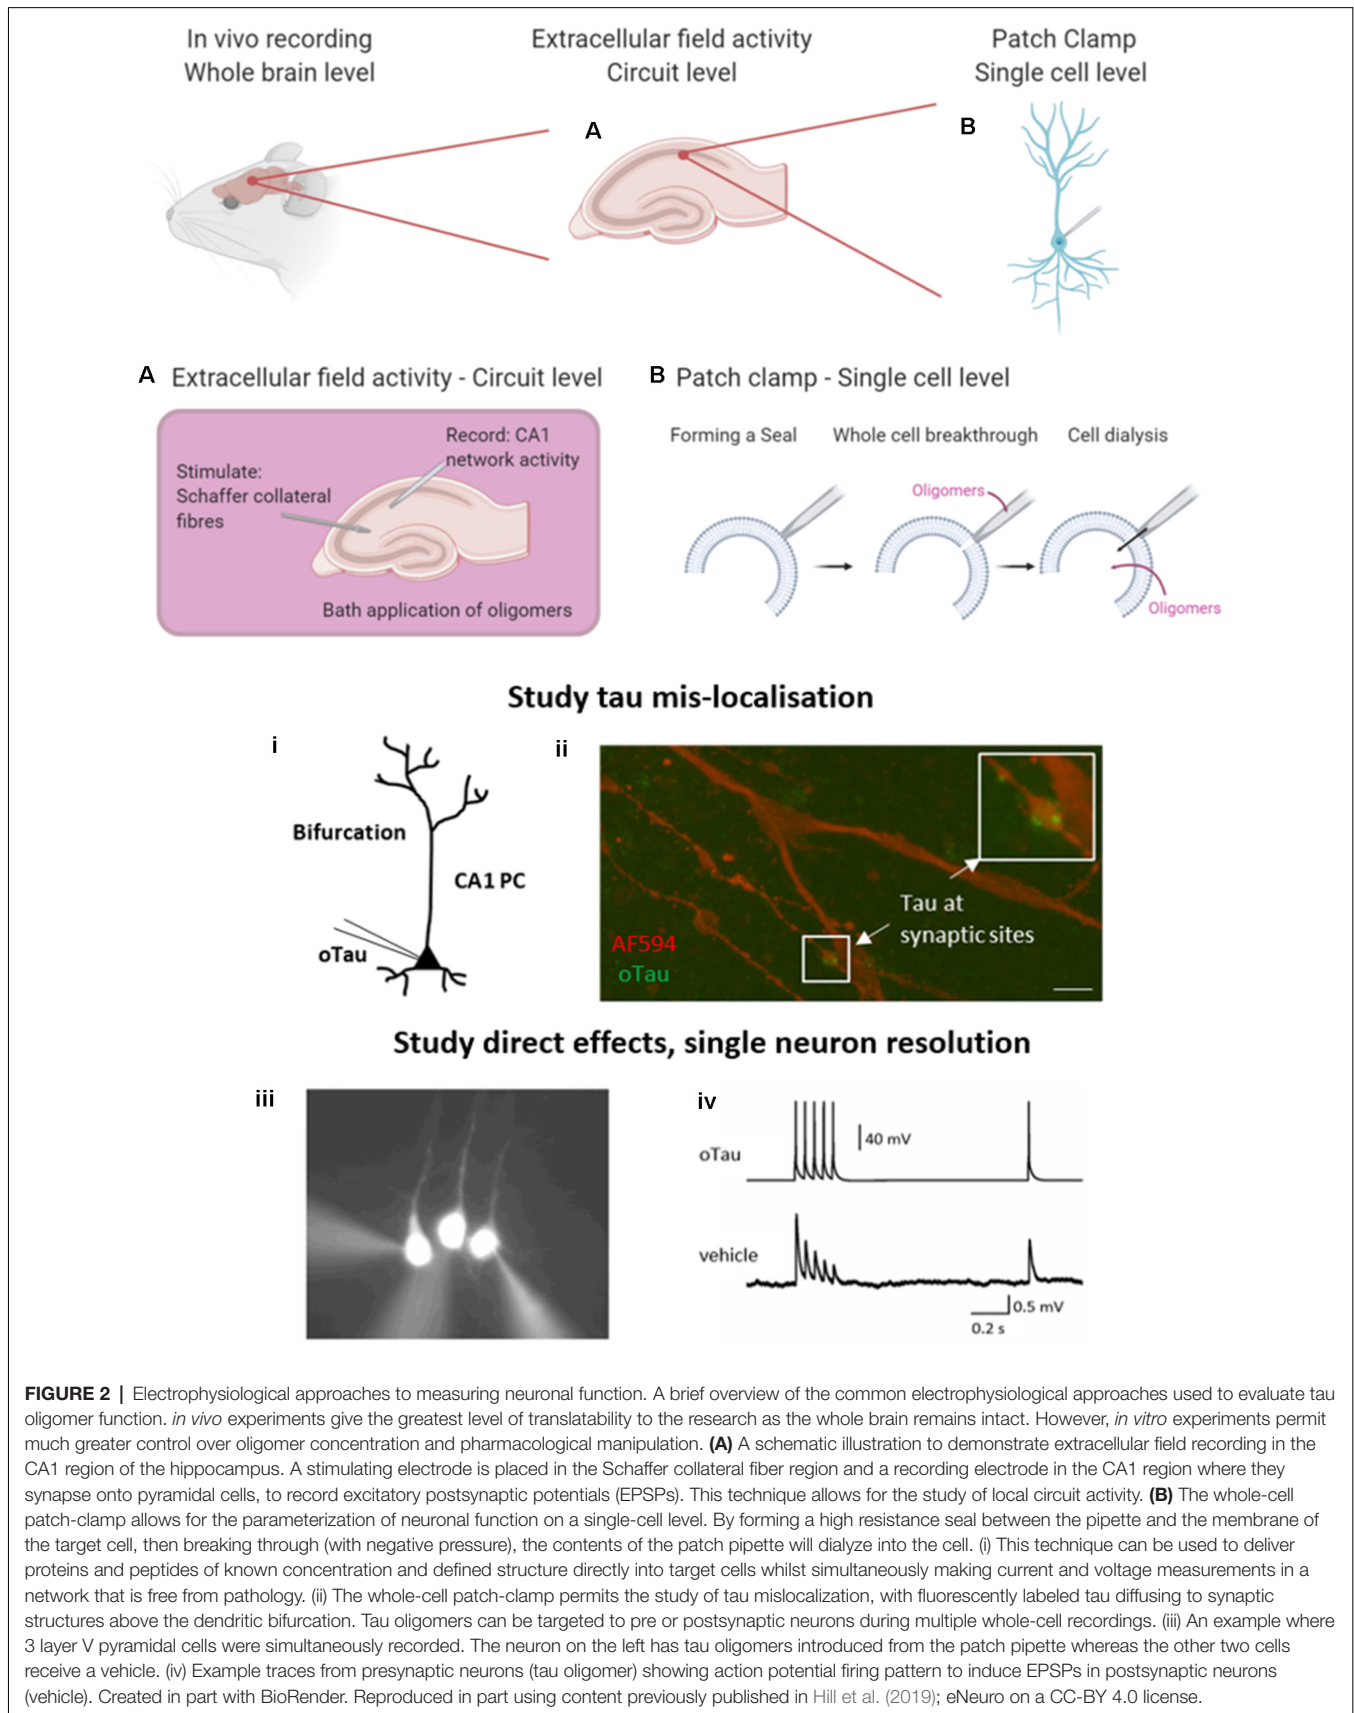 In vivo recording
Whole brain level
Extracellular field activity
Circuit level
Patch Clamp
Single cell level
A
B
A Extracellular field activity - Circuit level
Stimulate:
Schaffer collateral
fibres
Record: CA1
network activity
Bath application of oligomers
B Patch clamp - Single cell level
Forming a Seal
Whole cell breakthrough
Cell dialysis
Oligomers
Oligomers
Study tau mis-localisation
i
Bifurcation
CA1 PC
oTau
ii
Tau at
synaptic sites
AF594
oTau
Study direct effects, single neuron resolution
iii
iv
40 mV
oTau
vehicle
0.5 mV
0.2 s
FIGURE 2 | Electrophysiological approaches to measuring neuronal function. A brief overview of the common electrophysiological approaches used to evaluate tau
oligomer function. in vivo experiments give the greatest level of translatability to the research as the whole brain remains intact. However, in vitro experiments permit
much greater control over oligomer concentration and pharmacological manipulation. (A) A schematic illustration to demonstrate extracellular field recording in the
CA1 region of the hippocampus. A stimulating electrode is placed in the Schaffer collateral fiber region and a recording electrode in the CA1 region where they
synapse onto pyramidal cells, to record excitatory postsynaptic potentials (EPSPs). This technique allows for the study of local circuit activity. (B) The whole-cell
patch-clamp allows for the parameterization of neuronal function on a single-cell level. By forming a high resistance seal between the pipette and the membrane of
the target cell, then breaking through (with negative pressure), the contents of the patch pipette will dialyze into the cell. (i) This technique can be used to deliver
proteins and peptides of known concentration and defined structure directly into target cells whilst simultaneously making current and voltage measurements in a
network that is free from pathology. (ii) The whole-cell patch-clamp permits the study of tau mislocalization, with fluorescently labeled tau diffusing to synaptic
structures above the dendritic bifurcation. Tau oligomers can be targeted to pre or postsynaptic neurons during multiple whole-cell recordings. (iii) An example where
3 layer V pyramidal cells were simultaneously recorded. The neuron on the left has tau oligomers introduced from the patch pipette whereas the other two cells
receive a vehicle. (iv) Example traces from presynaptic neurons (tau oligomer) showing action potential firing pattern to induce EPSPs in postsynaptic neurons
(vehicle). Created in part with BioRender. Reproduced in part using content previously published in Hill et al. (2019); eNeuro on a CC-BY 4.0 license.